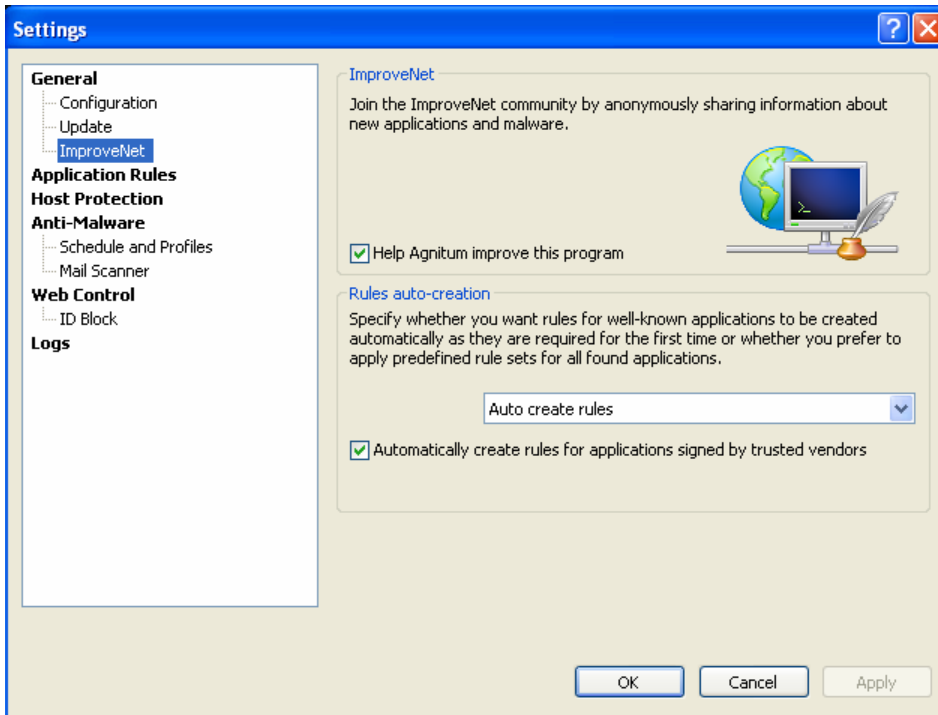 Settings
General
Configuration
Update
ImproveNet
Application Rules
Host Protection
Anti-Malware
Schedule and Profiles
Mail Scanner
Web Control
ID Block
Logs
ImproveNet
Join the ImproveNet community by anonymously sharing information about
new applications and malware.
>_
Help Agnitum improve this program
Rules auto-creation
Specify whether you want rules for well-known applications to be created
automatically as they are required for the first time or whether you prefer to
apply predefined rule sets for all found applications.
Auto create rules
Automatically create rules for applications signed by trusted vendors
OK Cancel Apply